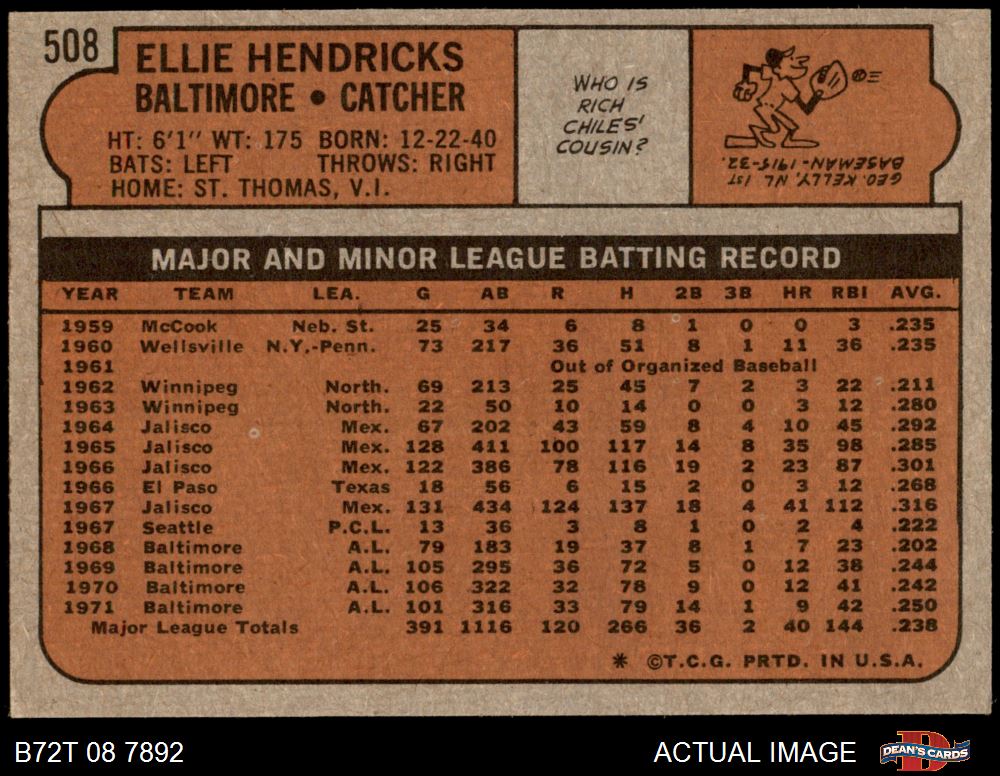 508
ELLIE HENDRICKS
BALTIMORE • CATCHER
HT: 6'1" WT: 175 BORN: 12-22-40
BATS: LEFT THROWS: RIGHT
HOME: ST. THOMAS, V.I.
WHO IS
RICH
CHILES'
COUSIN?
GEO. KELLY, NL 1ST
BASEMAN-1915-32.
MAJOR AND MINOR LEAGUE BATTING RECORD
YEAR TEAM LEA. G AB R H 2B 3B HR RBI AVG.
1959 McCook Neb. St. 25 34 6 8 1 0 0 3 .235
1960 Wellsville N.Y.-Penn. 73 217 36 51 8 1 11 36 .235
1961 Out of Organized Baseball
1962 Winnipeg North. 69 213 25 45 7 2 3 22 .211
1963 Winnipeg North. 22 50 10 14 0 0 3 12 .280
1964 Jalisco Mex. 67 202 43 59 8 4 10 45 .292
1965 Jalisco Mex. 128 411 100 117 14 8 35 98 .285
1966 Jalisco Mex. 122 386 78 116 19 2 23 87 .301
1966 El Paso Texas 18 56 6 15 2 0 3 12 .268
1967 Jalisco Mex. 131 434 124 137 18 4 41 112 .316
1967 Seattle P.C.L. 13 36 3 8 1 0 2 4 .222
1968 Baltimore A.L. 79 183 19 37 8 1 7 23 .202
1969 Baltimore A.L. 105 295 36 72 5 0 12 38 .244
1970 Baltimore A.L. 106 322 32 78 9 0 12 41 .242
1971 Baltimore A.L. 101 316 33 79 14 1 9 42 .250
Major League Totals 391 1116 120 266 36 2 40 144 .238
* ©T.C.G. PRTD. IN U.S.A.
B72T 08 7892
ACTUAL IMAGE
DEAN'S CARDS